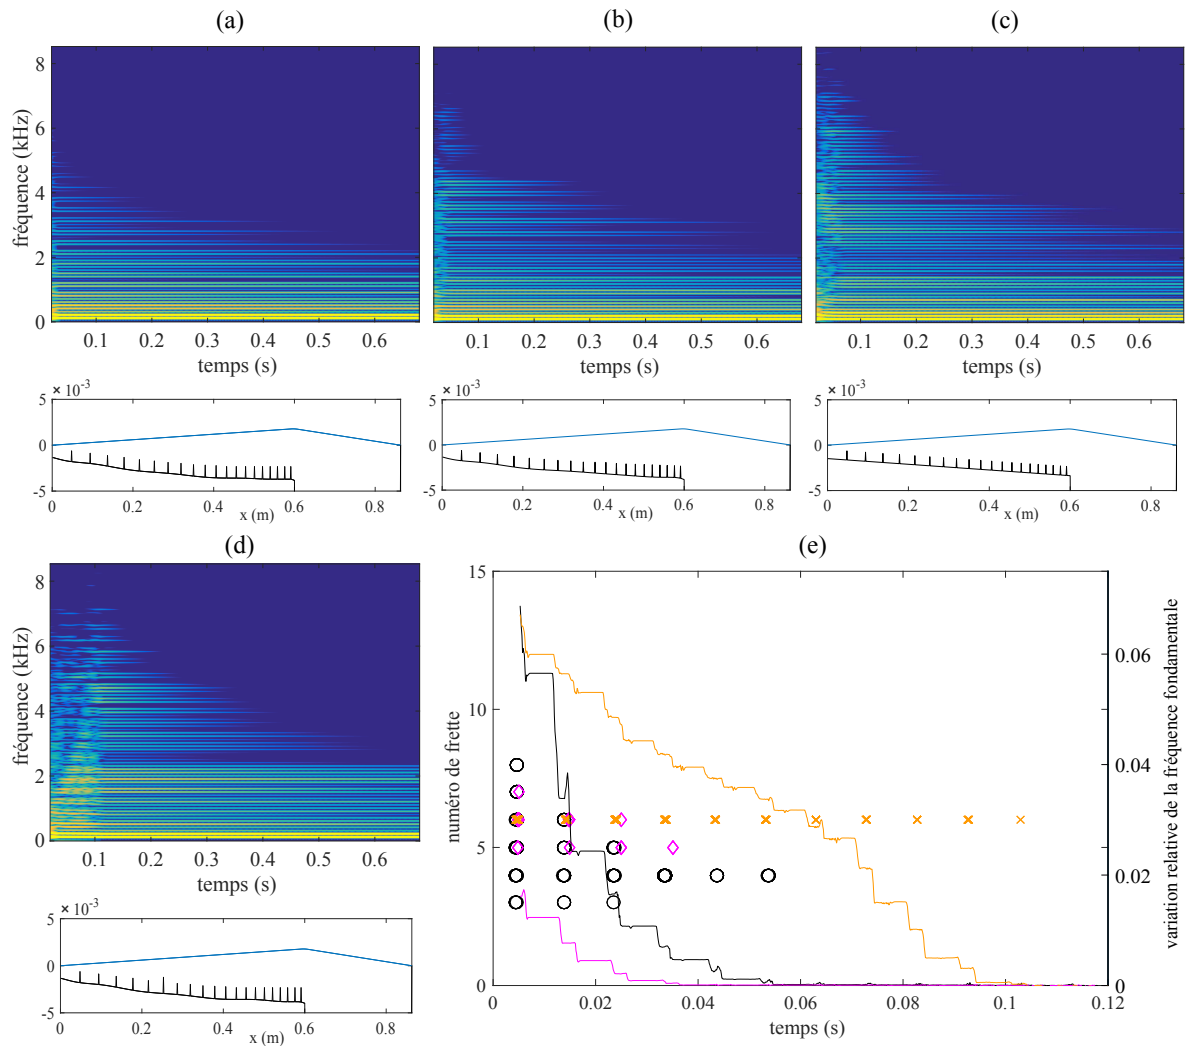 (a)
(b)
(c)
fréquence (kHz)
8
6
4
2
0
0.1 0.2 0.3 0.4 0.5 0.6
temps (s)
0.1 0.2 0.3 0.4 0.5 0.6
temps (s)
0.1 0.2 0.3 0.4 0.5 0.6
temps (s)
5 × 10⁻³
0
-5
0 0.2 0.4 0.6 0.8
x (m)
5 × 10⁻³
0
-5
0 0.2 0.4 0.6 0.8
x (m)
5 × 10⁻³
0
-5
0 0.2 0.4 0.6 0.8
x (m)
(d)
fréquence (kHz)
8
6
4
2
0
0.1 0.2 0.3 0.4 0.5 0.6
temps (s)
5 × 10⁻³
0
-5
0 0.2 0.4 0.6 0.8
x (m)
(e)
numéro de frette
15
10
5
0
0.02 0.04 0.06 0.08 0.1 0.12
temps (s)
0.06
0.04
0.02
0
variation relative de la fréquence fondamentale